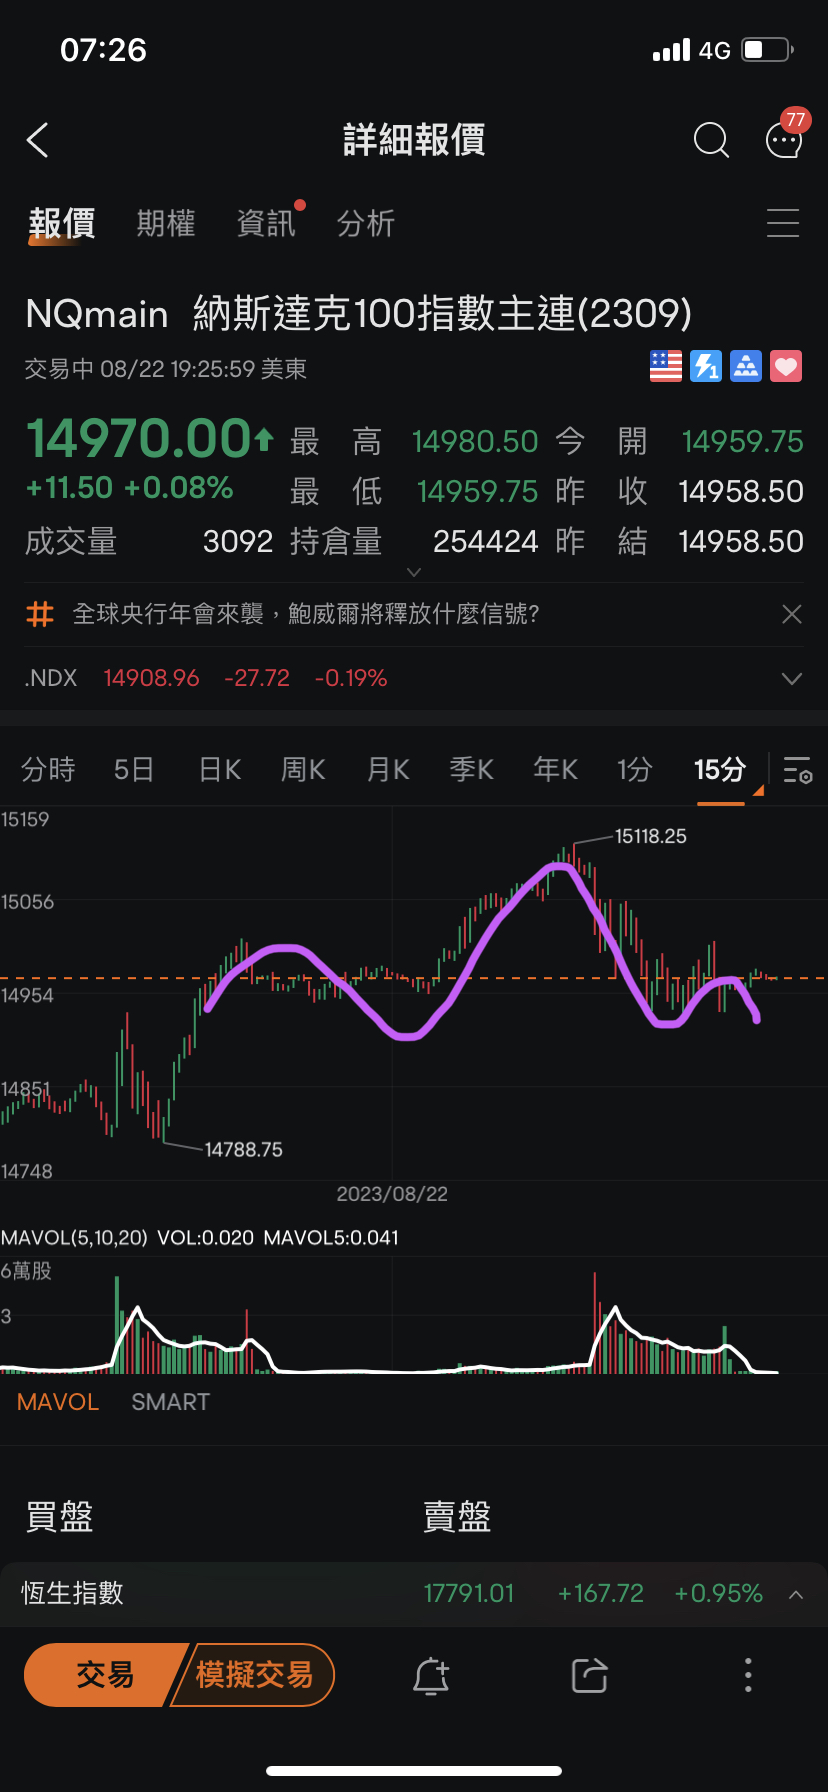 07:26 4G
詳細報價 77
報價 期權 資訊 分析
NQmain 納斯達克100指數主連(2309)
交易中 08/22 19:25:59 美東 1
14970.00 最高 14980.50 今開 14959.75
+11.50 +0.08% 最低 14959.75 昨收 14958.50
成交量 3092 持倉量 254424 昨結 14958.50
# 全球央行年會來襲，鮑威爾將釋放什麼信號?
.NDX 14908.96 -27.72 -0.19%
分時 5日 日K 周K 月K 季K 年K 1分 15分
15159
15118.25
15056
14954
14851
14788.75
14748
2023/08/22
MAVOL(5,10,20) VOL:0.020 MAVOL5:0.041
6萬股
3
MAVOL SMART
買盤 賣盤
恆生指數 17791.01 +167.72 +0.95%
交易 模擬交易